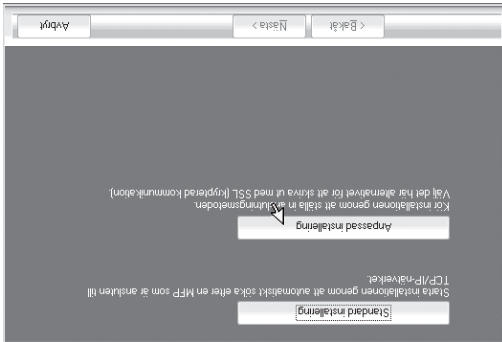 Standard installering
Starta installationen genom att automatiskt söka efter en MFP som är ansluten till
TCP/IP-nätverket.
Anpassad installering
Kör installationen genom att ställa in anslutningsmetoden.
Välj det här alternativet för att skriva ut med SSL (krypterad kommunikation).
< Bakåt
Nästa >
Avbryt